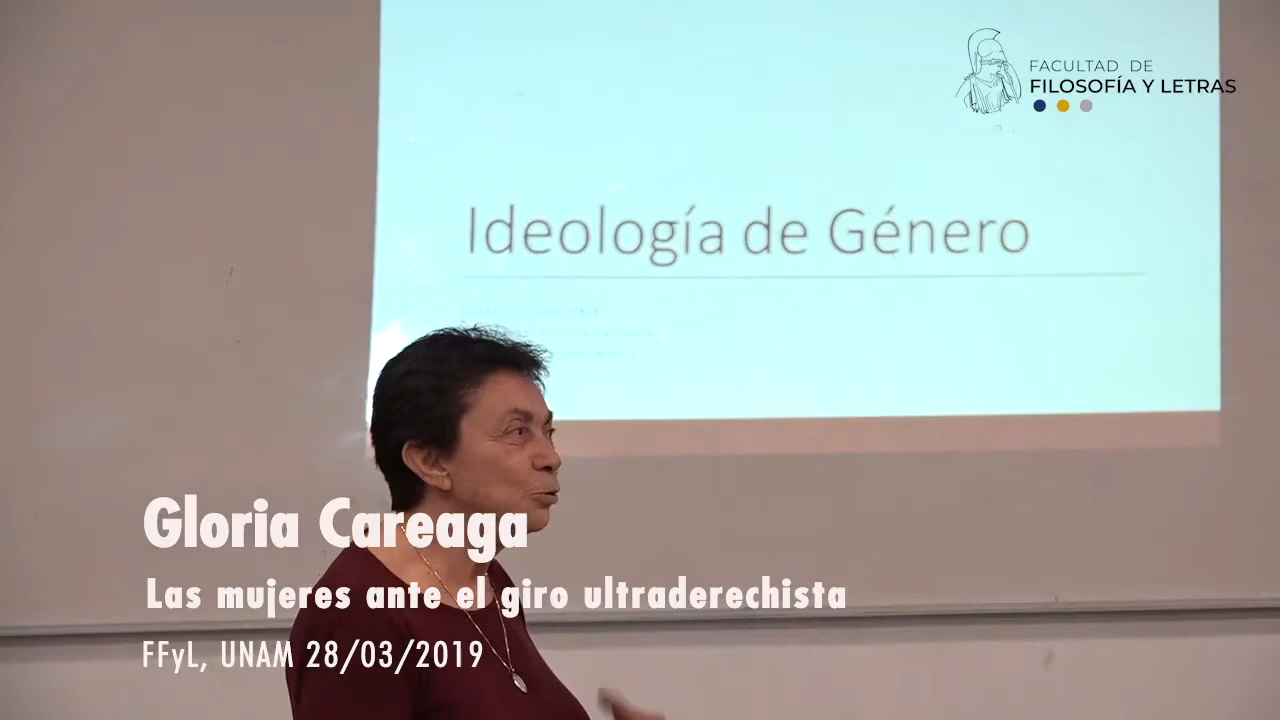 FACULTAD DE
FILOSOFÍA Y LETRAS
Ideología de Género
Gloria Careaga
Las mujeres ante el giro ultraderechista
FFyL, UNAM 28/03/2019